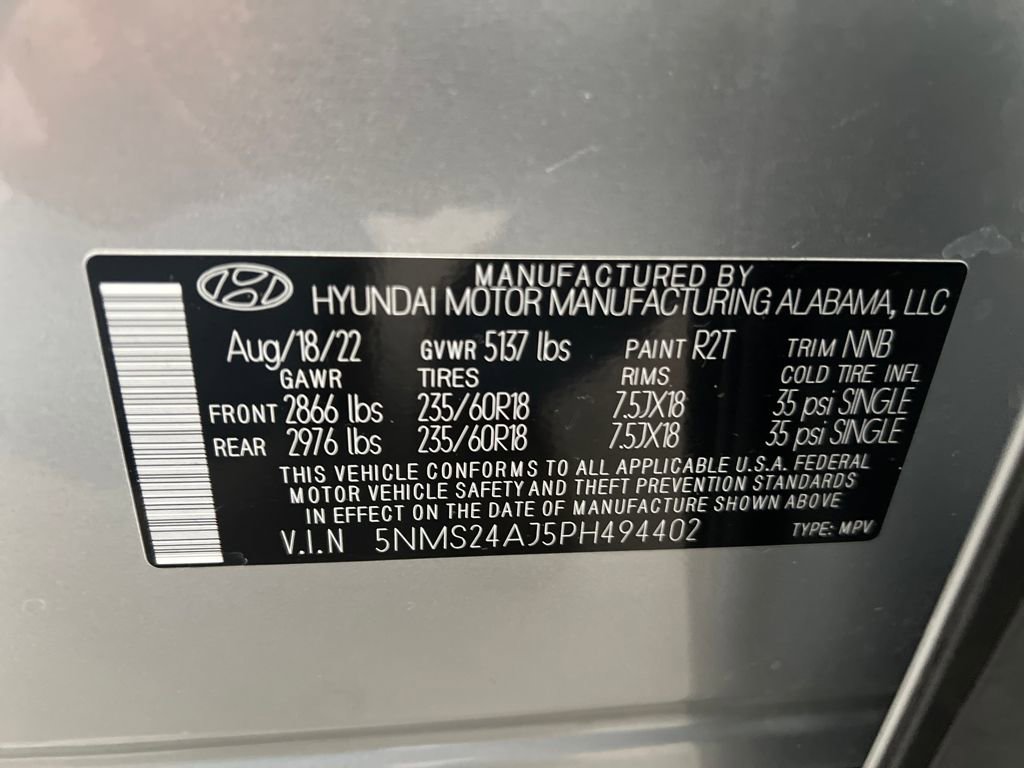 MANUFACTURED BY
HYUNDAI MOTOR MANUFACTURING ALABAMA, LLC
Aug/18/22 GVWR 5137 lbs PAINT R2T TRIM NNB
GAWR TIRES RIMS COLD TIRE INFL
FRONT 2866 lbs 235/60R18 7.5JX18 35 psi SINGLE
REAR 2976 lbs 235/60R18 7.5JX18 35 psi SINGLE
THIS VEHICLE CONFORMS TO ALL APPLICABLE U.S.A. FEDERAL
MOTOR VEHICLE SAFETY AND THEFT PREVENTION STANDARDS
IN EFFECT ON THE DATE OF MANUFACTURE SHOWN ABOVE
V.I.N 5NMS24AJ5PH494402 TYPE: MPV